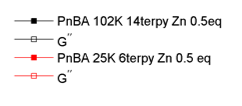 PnBA 102K 14terpy Zn 0.5eq
G″
PnBA 25K 6terpy Zn 0.5 eq
G″